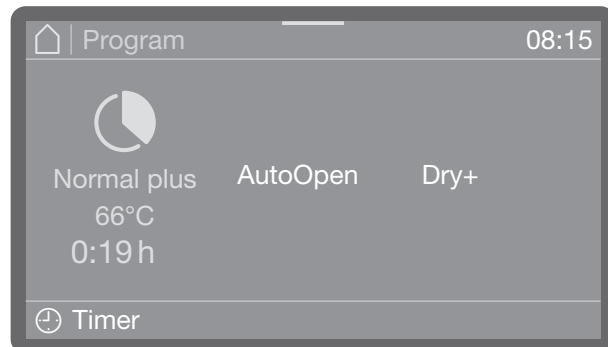 Program 08:15
Normal plus AutoOpen Dry+
66°C
0:19 h
Timer